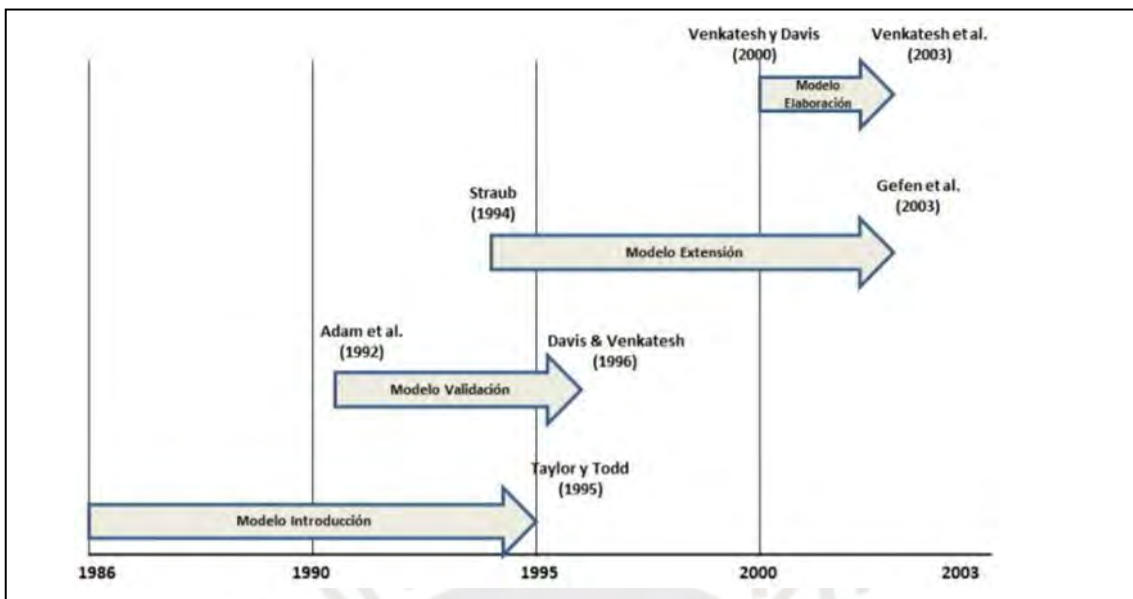 Venkatesh y Davis
(2000)
Venkatesh et al.
(2003)
Modelo
Elaboración
Straub
(1994)
Gefen et al.
(2003)
Modelo Extensión
Adam et al.
(1992)
Davis & Venkatesh
(1996)
Modelo Validación
Taylor y Todd
(1995)
Modelo Introducción
1986 1990 1995 2000 2003